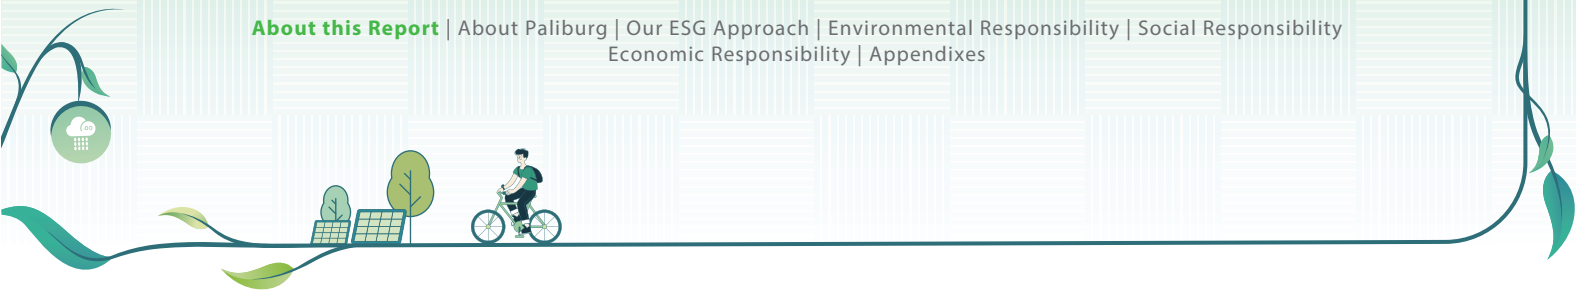 About this Report | About Paliburg | Our ESG Approach | Environmental Responsibility | Social Responsibility
Economic Responsibility | Appendixes